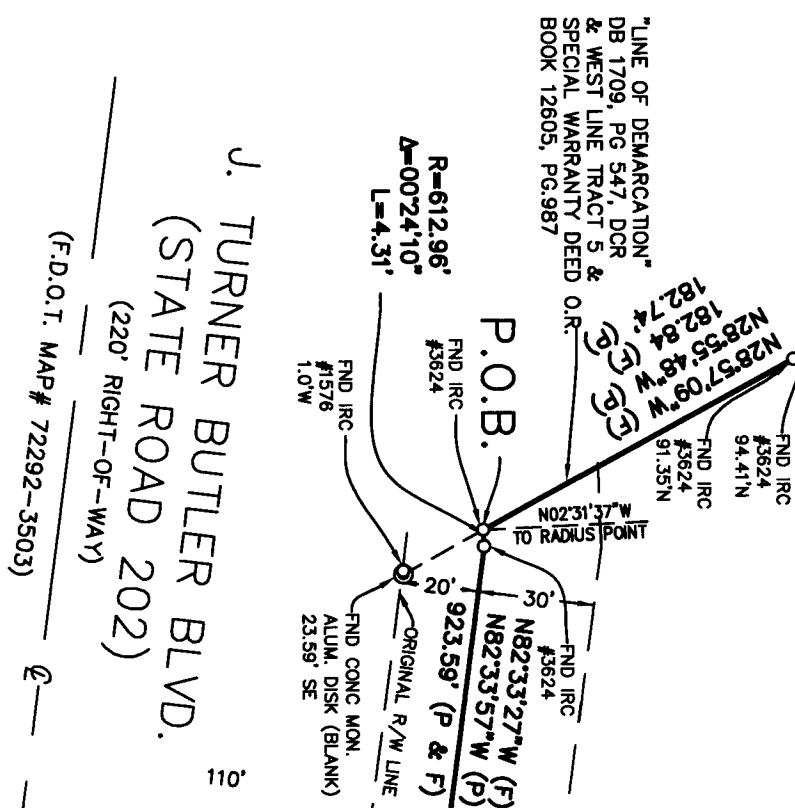 "LINE OF DEMARCATION"
DB 1709, PG 547, DCR
& WEST LINE TRACT 5 &
SPECIAL WARRANTY DEED O.R.
BOOK 12605, PG.987
N28°57'09"W (F)
N28°55'48"W (P)
182.84 (F)
182.74' (P)
FND IRC
#3624
94.41'N
FND IRC
#3624
91.35'N
R=612.96'
Δ=00°24'10"
L=4.31'
P.O.B.
FND IRC
#3624
N02°31'37"W
TO RADIUS POINT
FND IRC
#1576
1.0'W
20'
30'
FND IRC
#3624
N82°33'27"W (F)
N82°33'57"W (P)
923.59' (P & F)
ORIGINAL R/W LINE
FND CONC MON.
ALUM. DISK (BLANK)
23.59' SE
J. TURNER BUTLER BLVD.
(STATE ROAD 202)
(220' RIGHT-OF-WAY)
(F.D.O.T. MAP# 72292-3503)
℄
110'